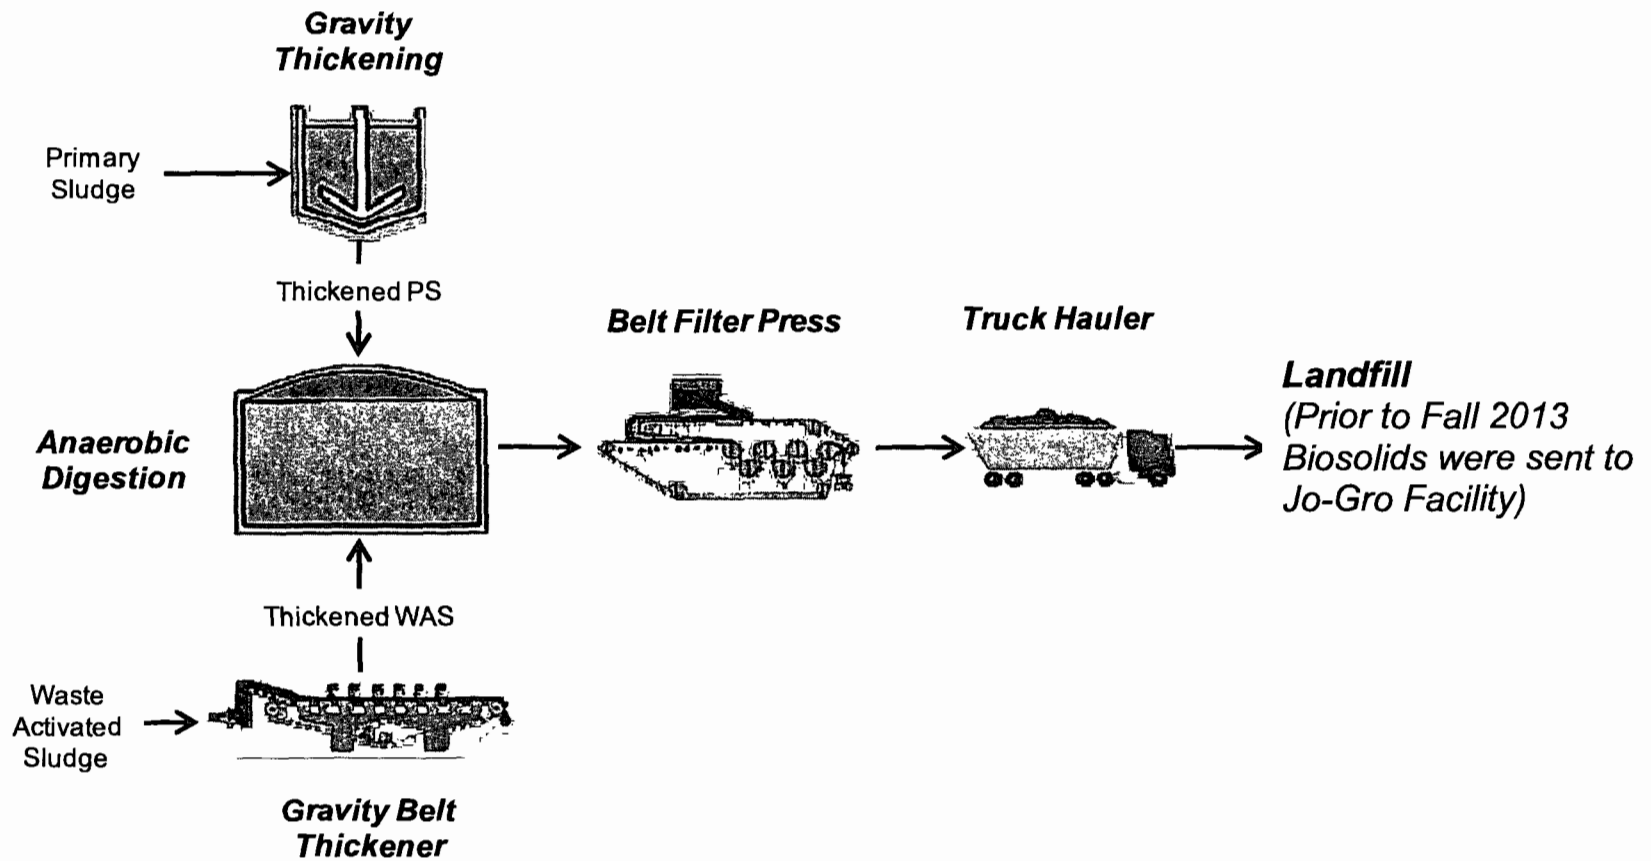 Gravity
Thickening
Primary
Sludge
Thickened PS
Belt Filter Press
Truck Hauler
Landfill
(Prior to Fall 2013
Biosolids were sent to
Jo-Gro Facility)
Anaerobic
Digestion
Thickened WAS
Waste
Activated
Sludge
Gravity Belt
Thickener